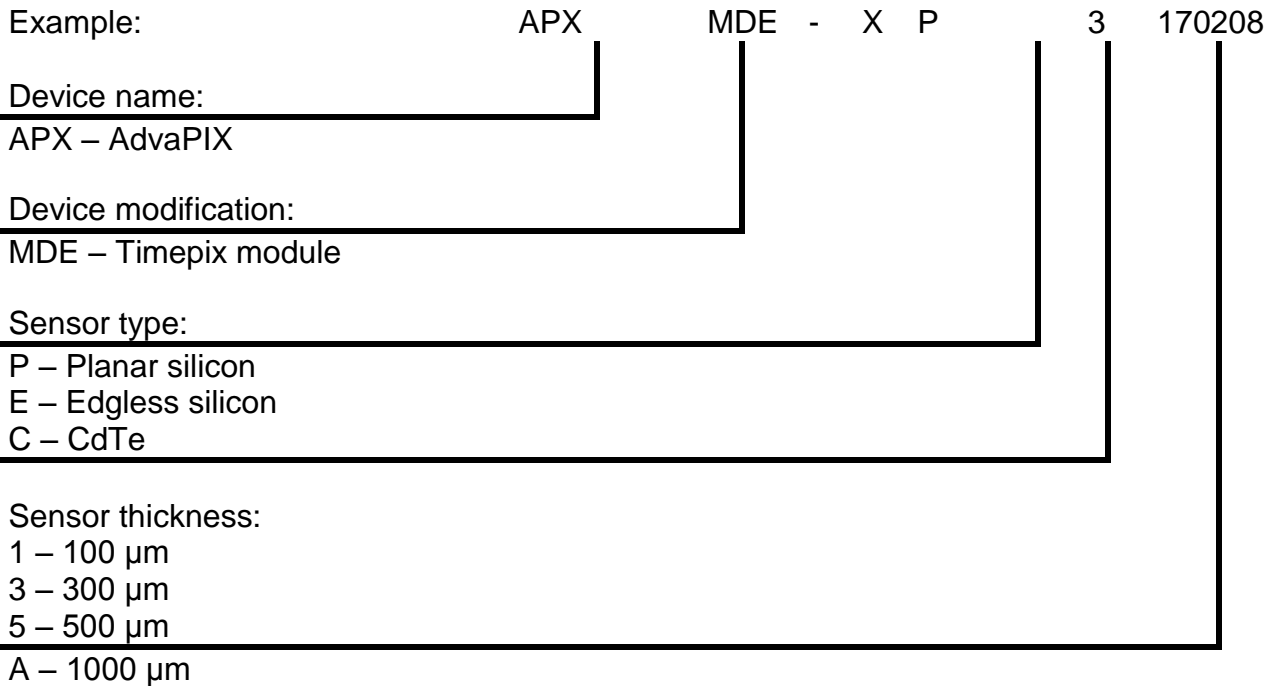 Example: APX MDE - X P 3 170208
Device name:
APX – AdvaPIX
Device modification:
MDE – Timepix module
Sensor type:
P – Planar silicon
E – Edgless silicon
C – CdTe
Sensor thickness:
1 – 100 µm
3 – 300 µm
5 – 500 µm
A – 1000 µm